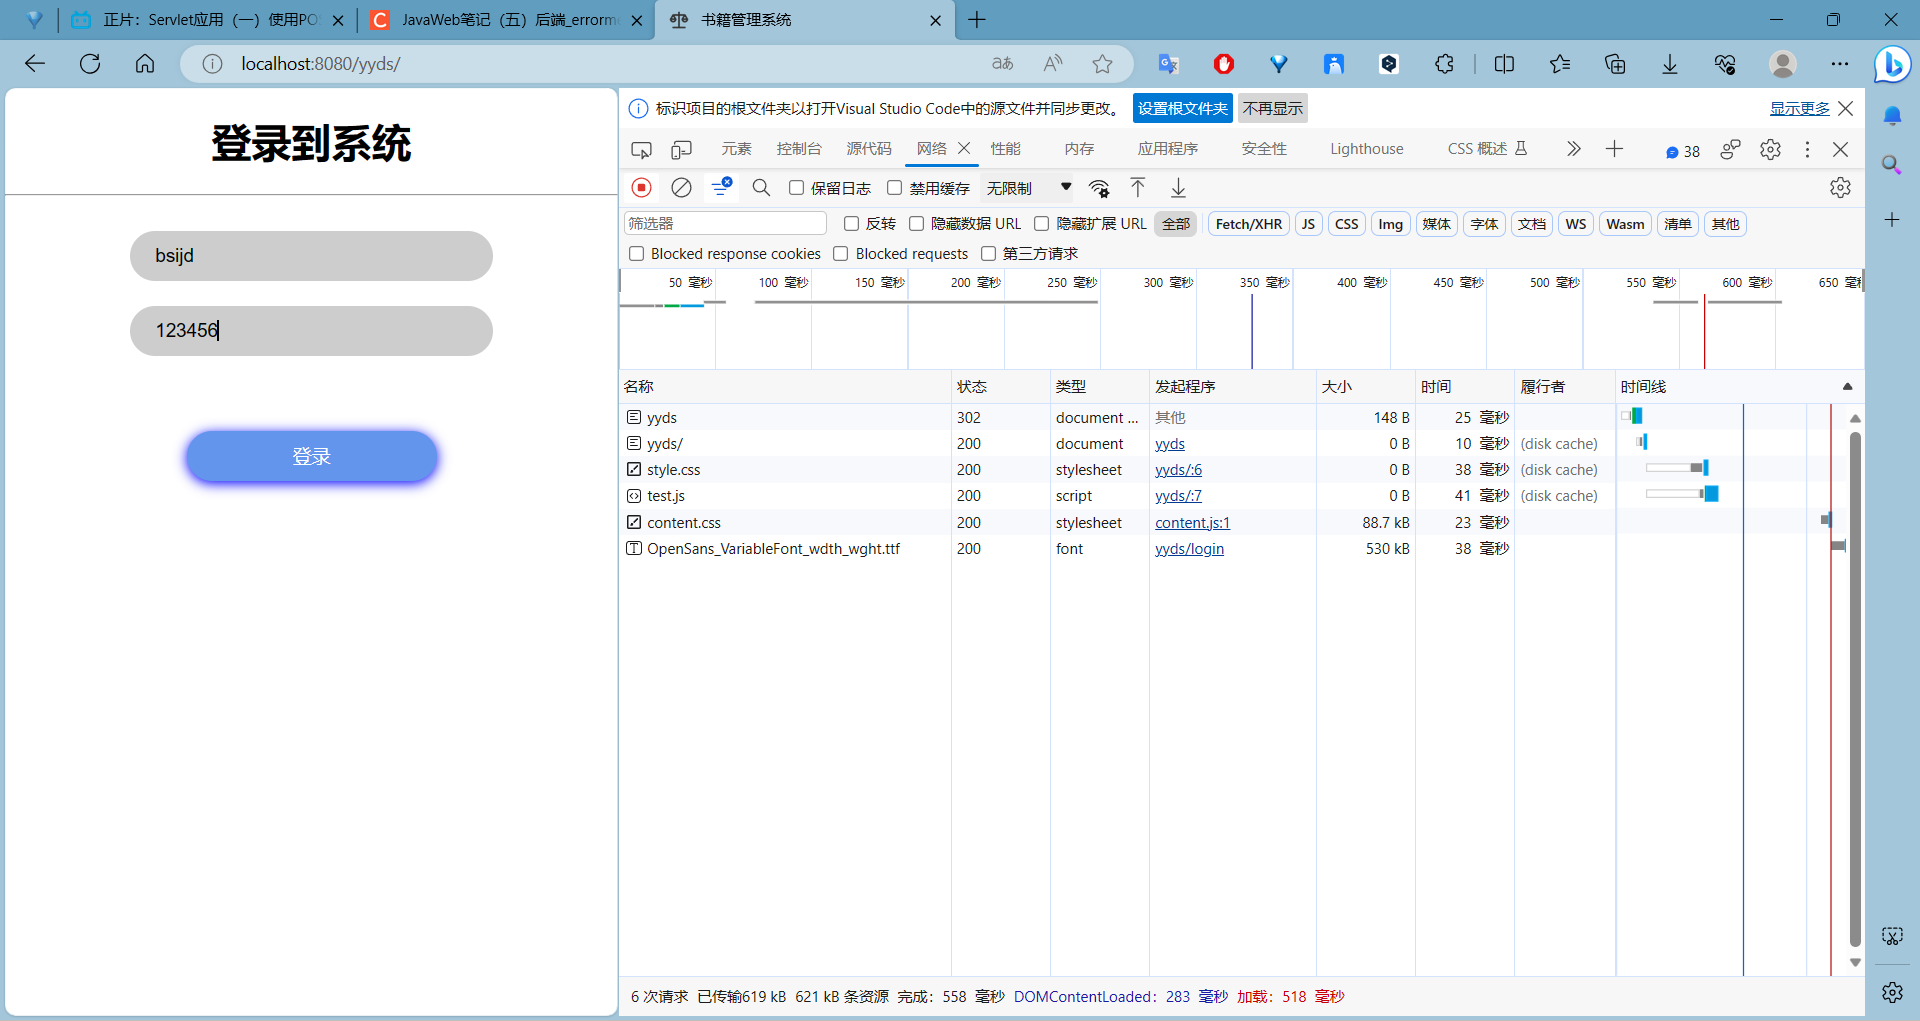 正片：Servlet应用（一）使用PO
JavaWeb笔记（五）后端_errorm
书籍管理系统
localhost:8080/yyds/
登录到系统
bsijd
123456
登录
标识项目的根文件夹以打开Visual Studio Code中的源文件并同步更改。 设置根文件夹 不再显示 显示更多
元素 控制台 源代码 网络 性能 内存 应用程序 安全性 Lighthouse CSS 概述 38
保留日志 禁用缓存 无限制
筛选器 反转 隐藏数据 URL 隐藏扩展 URL 全部 Fetch/XHR JS CSS Img 媒体 字体 文档 WS Wasm 清单 其他
Blocked response cookies Blocked requests 第三方请求
50 毫秒 100 毫秒 150 毫秒 200 毫秒 250 毫秒 300 毫秒 350 毫秒 400 毫秒 450 毫秒 500 毫秒 550 毫秒 600 毫秒 650 毫秒
名称 状态 类型 发起程序 大小 时间 履行者 时间线
yyds 302 document ... 其他 148 B 25 毫秒
yyds/ 200 document yyds 0 B 10 毫秒 (disk cache)
style.css 200 stylesheet yyds/:6 0 B 38 毫秒 (disk cache)
test.js 200 script yyds/:7 0 B 41 毫秒 (disk cache)
content.css 200 stylesheet content.js:1 88.7 kB 23 毫秒
OpenSans_VariableFont_wdth_wght.ttf 200 font yyds/login 530 kB 38 毫秒
6 次请求 已传输619 kB 621 kB 条资源 完成：558 毫秒 DOMContentLoaded：283 毫秒 加载：518 毫秒